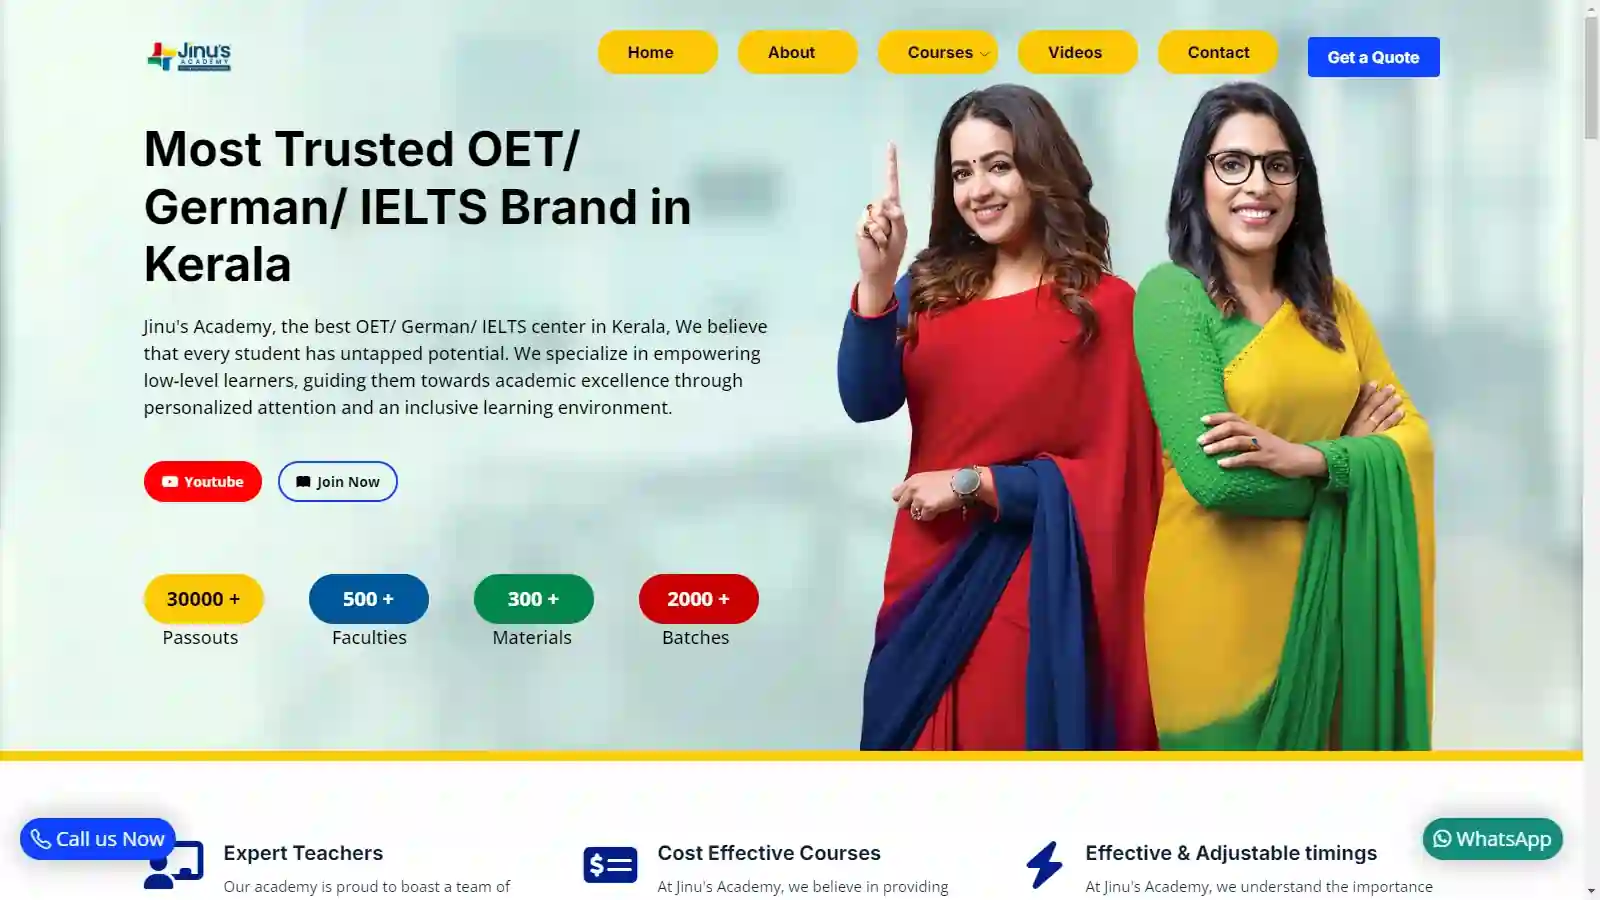 Jinu's
ACADEMY
Home
About
Courses
Videos
Contact
Get a Quote
Most Trusted OET/
German/ IELTS Brand in
Kerala
Jinu's Academy, the best OET/ German/ IELTS center in Kerala, We believe
that every student has untapped potential. We specialize in empowering
low-level learners, guiding them towards academic excellence through
personalized attention and an inclusive learning environment.
Youtube
Join Now
30000 +
500 +
300 +
2000 +
Passouts
Faculties
Materials
Batches
Call us Now
WhatsApp
Expert Teachers
Cost Effective Courses
Effective & Adjustable timings
Our academy is proud to boast a team of
At Jinu's Academy, we believe in providing
At Jinu's Academy, we understand the importance